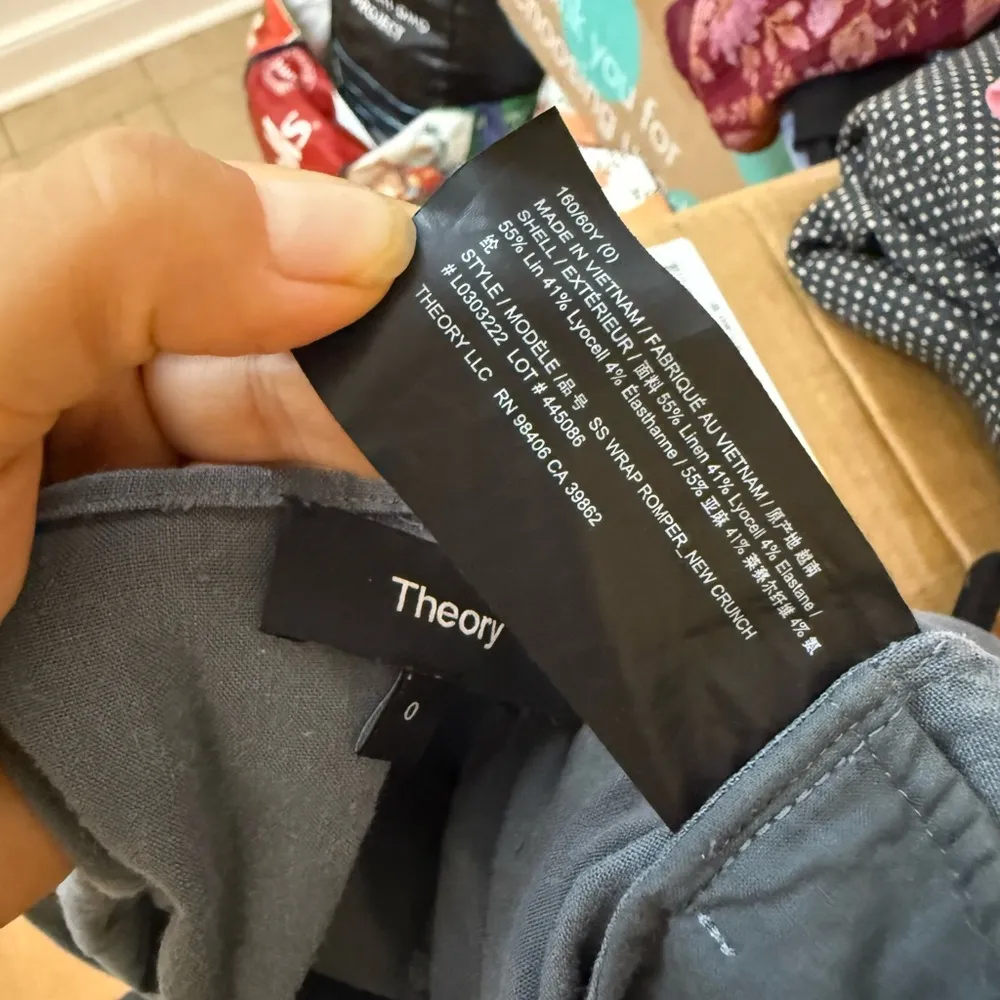 160/60Y (0)
MADE IN VIETNAM / FABRIQUÉ AU VIETNAM / 原产地 越南
SHELL / EXTÉRIEUR / 面料 55% Linen 41% Lyocell 4% Elastane /
55% Lin 41% Lyocell 4% Élasthanne / 55% 亚麻 41% 莱赛尔纤维 4% 氨
纶
STYLE / MODÈLE / 品号 SS WRAP ROMPER_NEW CRUNCH
# L0303222 LOT # 445086
THEORY LLC RN 98406 CA 39862
Theory
0
PROJECT
for